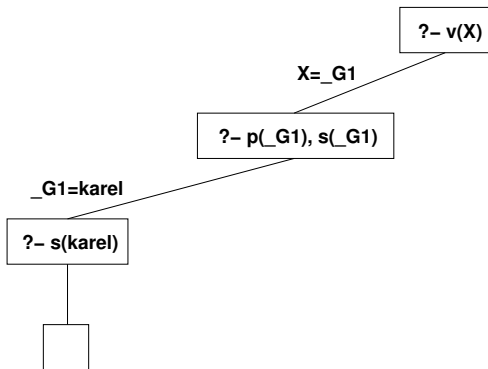 ?– v(X)
X=_G1
?– p(_G1), s(_G1)
_G1=karel
?– s(karel)